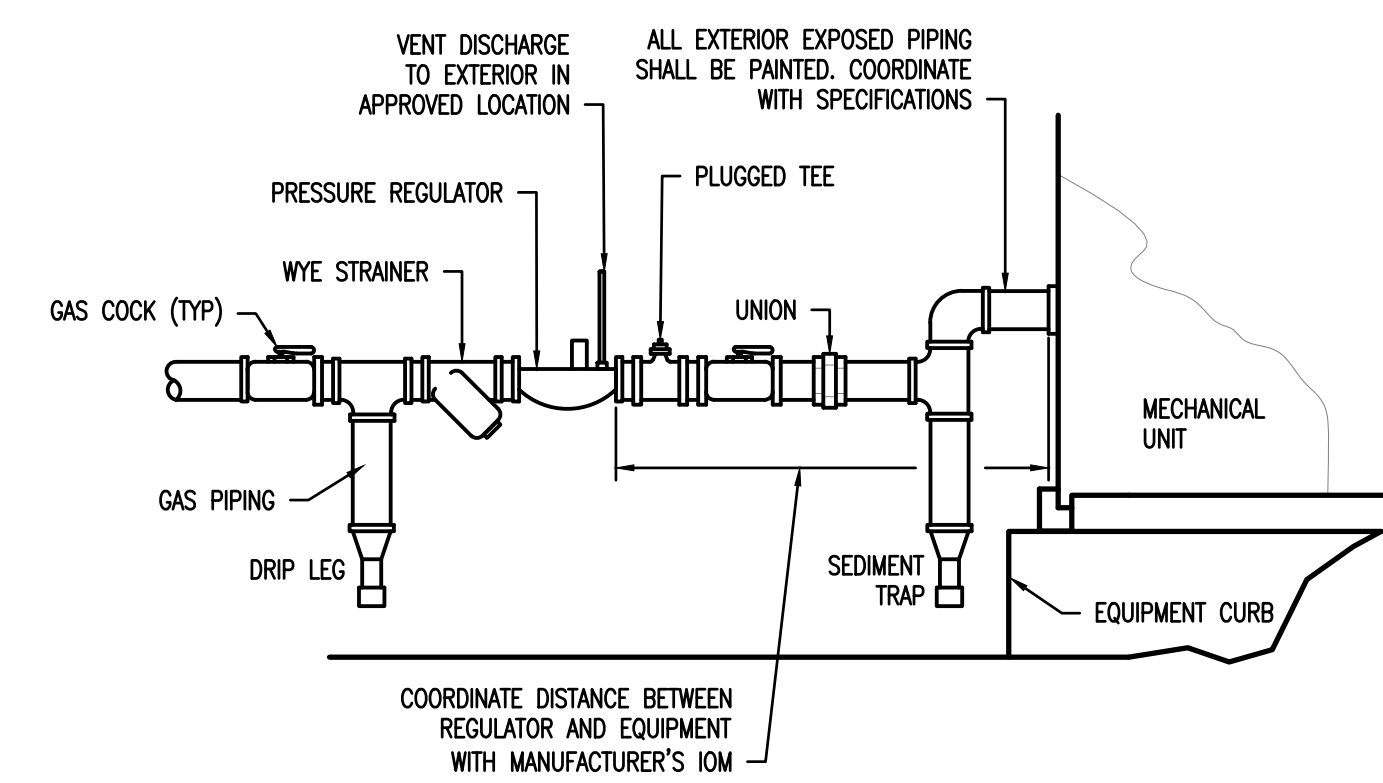 VENT DISCHARGE
TO EXTERIOR IN
APPROVED LOCATION
ALL EXTERIOR EXPOSED PIPING
SHALL BE PAINTED. COORDINATE
WITH SPECIFICATIONS
PRESSURE REGULATOR
PLUGGED TEE
WYE STRAINER
GAS COCK (TYP)
UNION
MECHANICAL
UNIT
GAS PIPING
DRIP LEG
SEDIMENT
TRAP
EQUIPMENT CURB
COORDINATE DISTANCE BETWEEN
REGULATOR AND EQUIPMENT
WITH MANUFACTURER'S IOM